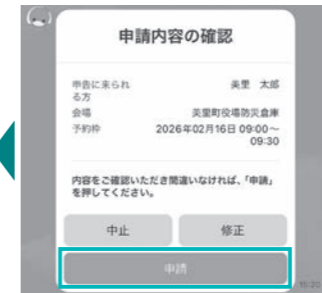 申請内容の確認
申告に来られ
る方
美里 太郎
会場
美里町役場防災倉庫
予約枠
2026年02月16日 09:00～
09:30
内容をご確認いただき間違いなければ、「申請」
を押してください。
中止
修正
申請
15:20